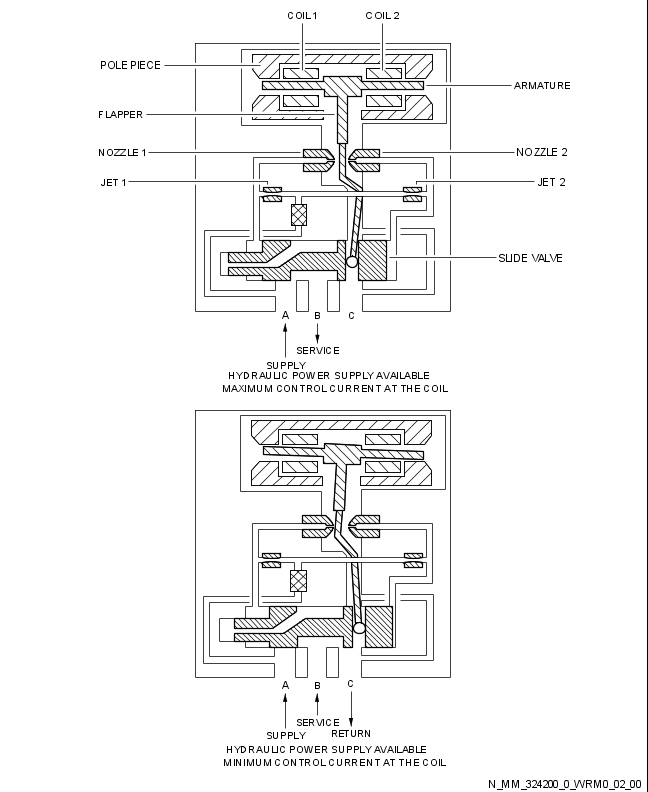 COIL 1 COIL 2
POLE PIECE
ARMATURE
FLAPPER
NOZZLE 1 NOZZLE 2
JET 1 JET 2
SLIDE VALVE
A B C
SERVICE
SUPPLY
HYDRAULIC POWER SUPPLY AVAILABLE
MAXIMUM CONTROL CURRENT AT THE COIL
A B C
SERVICE
SUPPLY RETURN
HYDRAULIC POWER SUPPLY AVAILABLE
MINIMUM CONTROL CURRENT AT THE COIL
N_MM_324200_0_WRM0_02_00